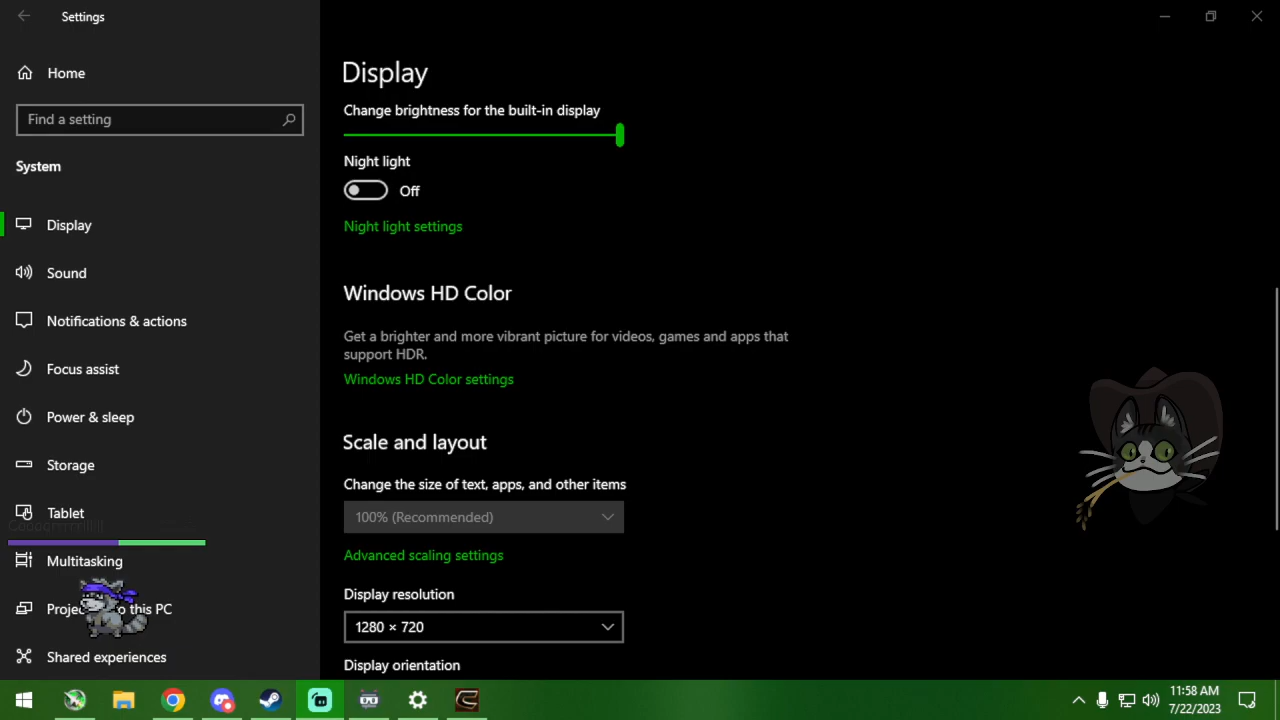 Settings
Home
Find a setting
System
Display
Sound
Notifications & actions
Focus assist
Power & sleep
Storage
Tablet
Multitasking
Projec o this PC
Shared experiences
Display
Change brightness for the built-in display
Night light
Off
Night light settings
Windows HD Color
Get a brighter and more vibrant picture for videos, games and apps that
support HDR.
Windows HD Color settings
Scale and layout
Change the size of text, apps, and other items
100% (Recommended)
Advanced scaling settings
Display resolution
1280 × 720
Display orientation
11:58 AM
7/22/2023